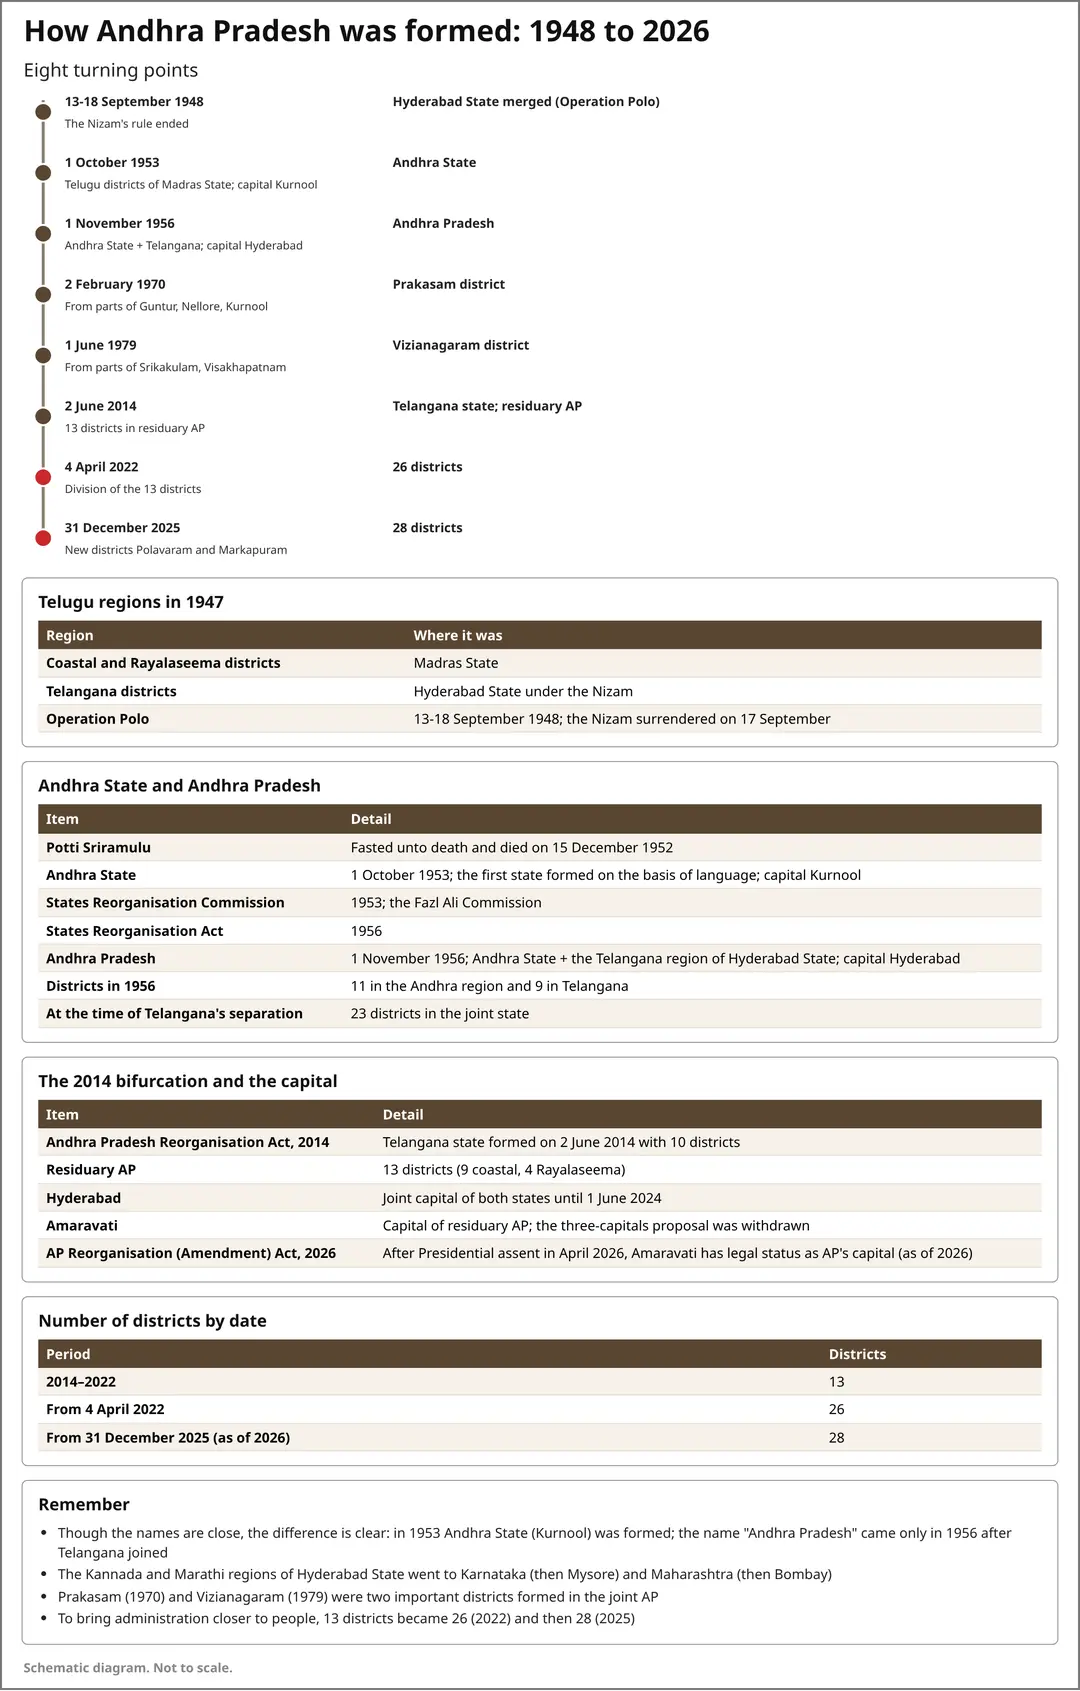 How Andhra Pradesh was formed: 1948 to 2026
Eight turning points
13-18 September 1948 Hyderabad State merged (Operation Polo)
The Nizam's rule ended
1 October 1953 Andhra State
Telugu districts of Madras State; capital Kurnool
1 November 1956 Andhra Pradesh
Andhra State + Telangana; capital Hyderabad
2 February 1970 Prakasam district
From parts of Guntur, Nellore, Kurnool
1 June 1979 Vizianagaram district
From parts of Srikakulam, Visakhapatnam
2 June 2014 Telangana state; residuary AP
13 districts in residuary AP
4 April 2022 26 districts
Division of the 13 districts
31 December 2025 28 districts
New districts Polavaram and Markapuram
Telugu regions in 1947
Region Where it was
Coastal and Rayalaseema districts Madras State
Telangana districts Hyderabad State under the Nizam
Operation Polo 13-18 September 1948; the Nizam surrendered on 17 September
Andhra State and Andhra Pradesh
Item Detail
Potti Sriramulu Fasted unto death and died on 15 December 1952
Andhra State 1 October 1953; the first state formed on the basis of language; capital Kurnool
States Reorganisation Commission 1953; the Fazl Ali Commission
States Reorganisation Act 1956
Andhra Pradesh 1 November 1956; Andhra State + the Telangana region of Hyderabad State; capital Hyderabad
Districts in 1956 11 in the Andhra region and 9 in Telangana
At the time of Telangana's separation 23 districts in the joint state
The 2014 bifurcation and the capital
Item Detail
Andhra Pradesh Reorganisation Act, 2014 Telangana state formed on 2 June 2014 with 10 districts
Residuary AP 13 districts (9 coastal, 4 Rayalaseema)
Hyderabad Joint capital of both states until 1 June 2024
Amaravati Capital of residuary AP; the three-capitals proposal was withdrawn
AP Reorganisation (Amendment) Act, 2026 After Presidential assent in April 2026, Amaravati has legal status as AP's capital (as of 2026)
Number of districts by date
Period Districts
2014–2022 13
From 4 April 2022 26
From 31 December 2025 (as of 2026) 28
Remember
• Though the names are close, the difference is clear: in 1953 Andhra State (Kurnool) was formed; the name "Andhra Pradesh" came only in 1956 after
Telangana joined
• The Kannada and Marathi regions of Hyderabad State went to Karnataka (then Mysore) and Maharashtra (then Bombay)
• Prakasam (1970) and Vizianagaram (1979) were two important districts formed in the joint AP
• To bring administration closer to people, 13 districts became 26 (2022) and then 28 (2025)
Schematic diagram. Not to scale.